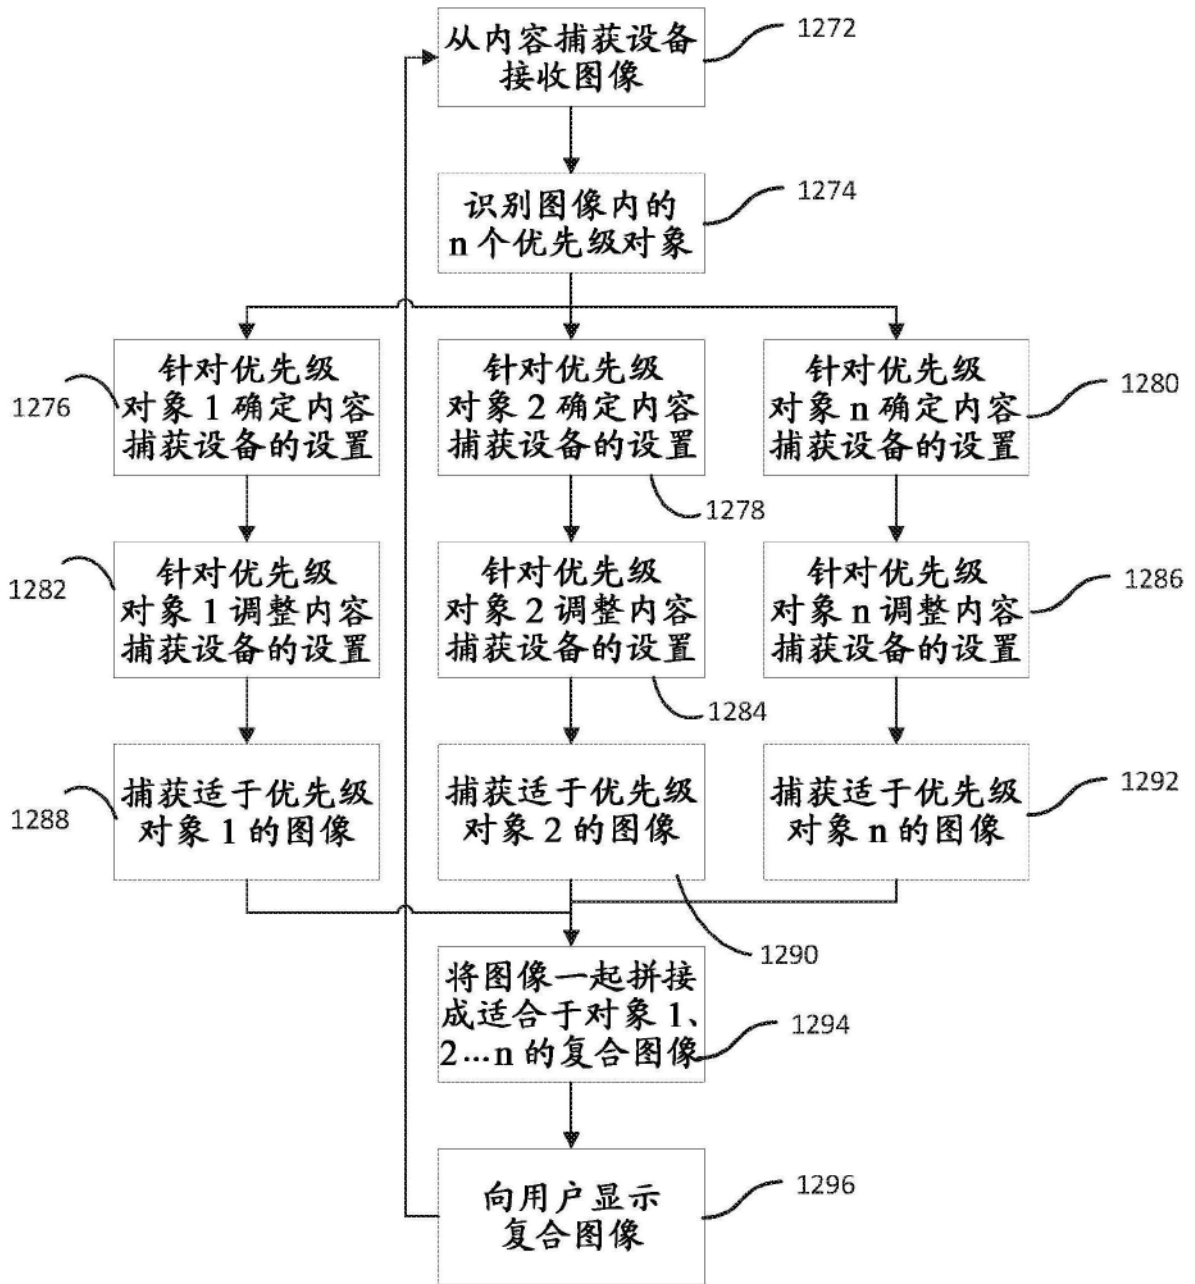 从内容捕获设备
接收图像
1272
识别图像内的
n 个优先级对象
1274
针对优先级
对象 1 确定内容
捕获设备的设置
1276
针对优先级
对象 2 确定内容
捕获设备的设置
1278
针对优先级
对象 n 确定内容
捕获设备的设置
1280
针对优先级
对象 1 调整内容
捕获设备的设置
1282
针对优先级
对象 2 调整内容
捕获设备的设置
1284
针对优先级
对象 n 调整内容
捕获设备的设置
1286
捕获适于优先级
对象 1 的图像
1288
捕获适于优先级
对象 2 的图像
1290
捕获适于优先级
对象 n 的图像
1292
将图像一起拼接
成适合于对象 1、
2...n 的复合图像
1294
向用户显示
复合图像
1296